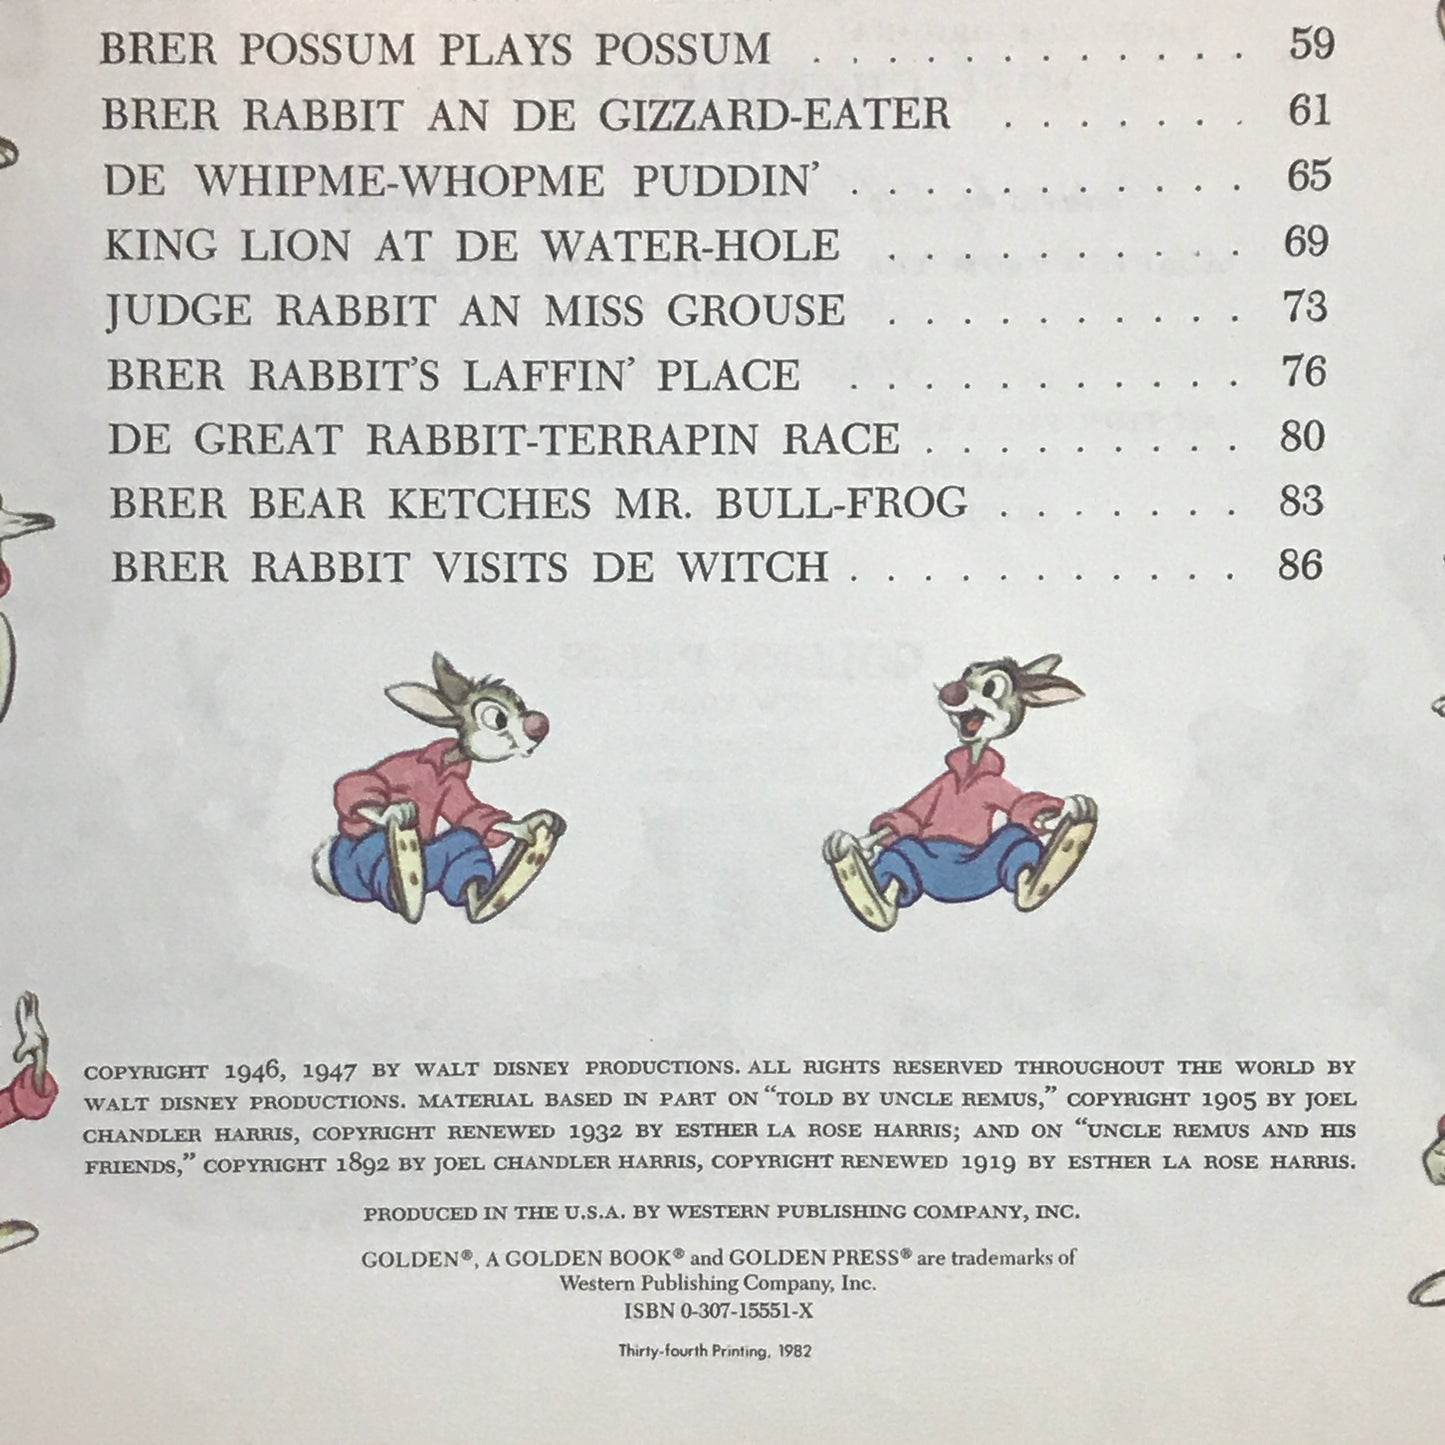 BRER POSSUM PLAYS POSSUM . . . . . . . . . . . . 59
BRER RABBIT AN DE GIZZARD-EATER . . . . . . . 61
DE WHIPME-WHOPME PUDDIN’ . . . . . . . . . . . 65
KING LION AT DE WATER-HOLE . . . . . . . . . . 69
JUDGE RABBIT AN MISS GROUSE . . . . . . . . . . 73
BRER RABBIT’S LAFFIN’ PLACE . . . . . . . . . . . 76
DE GREAT RABBIT-TERRAPIN RACE . . . . . . . . . 80
BRER BEAR KETCHES MR. BULL-FROG . . . . . . . 83
BRER RABBIT VISITS DE WITCH . . . . . . . . . . . 86
COPYRIGHT 1946, 1947 BY WALT DISNEY PRODUCTIONS. ALL RIGHTS RESERVED THROUGHOUT THE WORLD BY
WALT DISNEY PRODUCTIONS. MATERIAL BASED IN PART ON “TOLD BY UNCLE REMUS,” COPYRIGHT 1905 BY JOEL
CHANDLER HARRIS, COPYRIGHT RENEWED 1932 BY ESTHER LA ROSE HARRIS; AND ON “UNCLE REMUS AND HIS
FRIENDS,” COPYRIGHT 1892 BY JOEL CHANDLER HARRIS, COPYRIGHT RENEWED 1919 BY ESTHER LA ROSE HARRIS.
PRODUCED IN THE U.S.A. BY WESTERN PUBLISHING COMPANY, INC.
GOLDEN®, A GOLDEN BOOK® and GOLDEN PRESS® are trademarks of
Western Publishing Company, Inc.
ISBN 0-307-15551-X
Thirty-fourth Printing, 1982